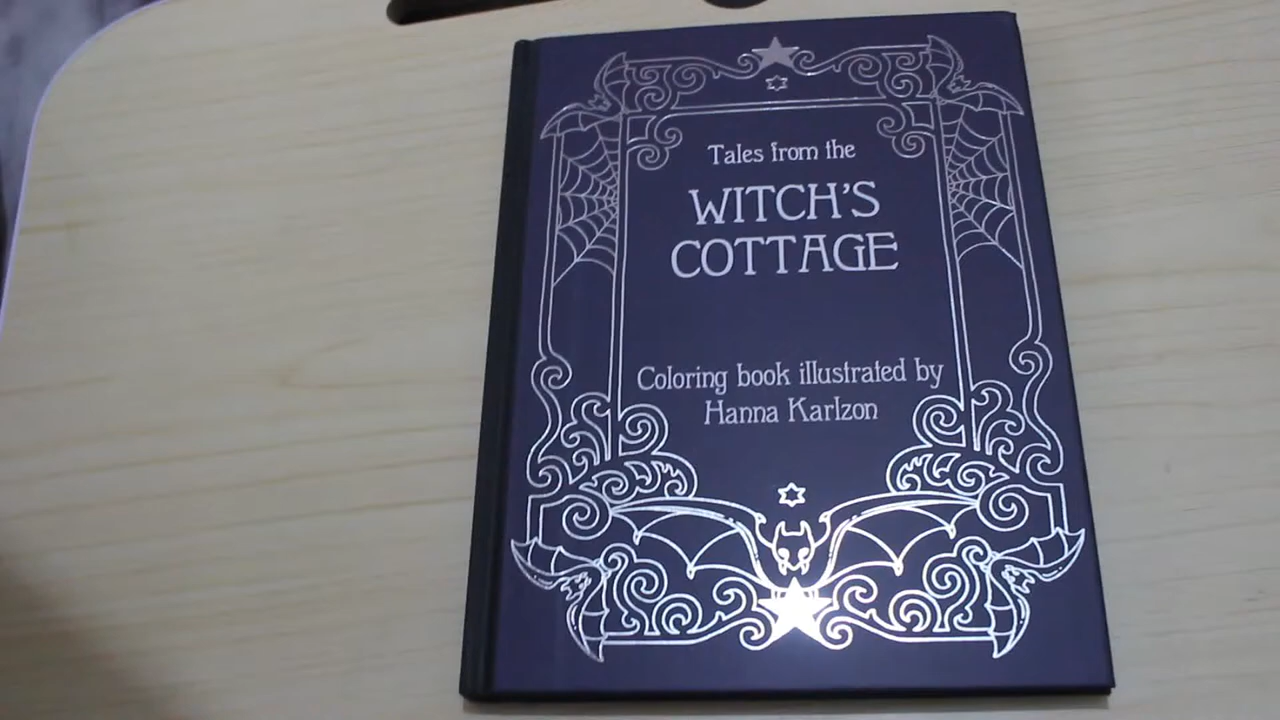 Tales from the
WITCH'S
COTTAGE
Coloring book illustrated by
Hanna Karlzon